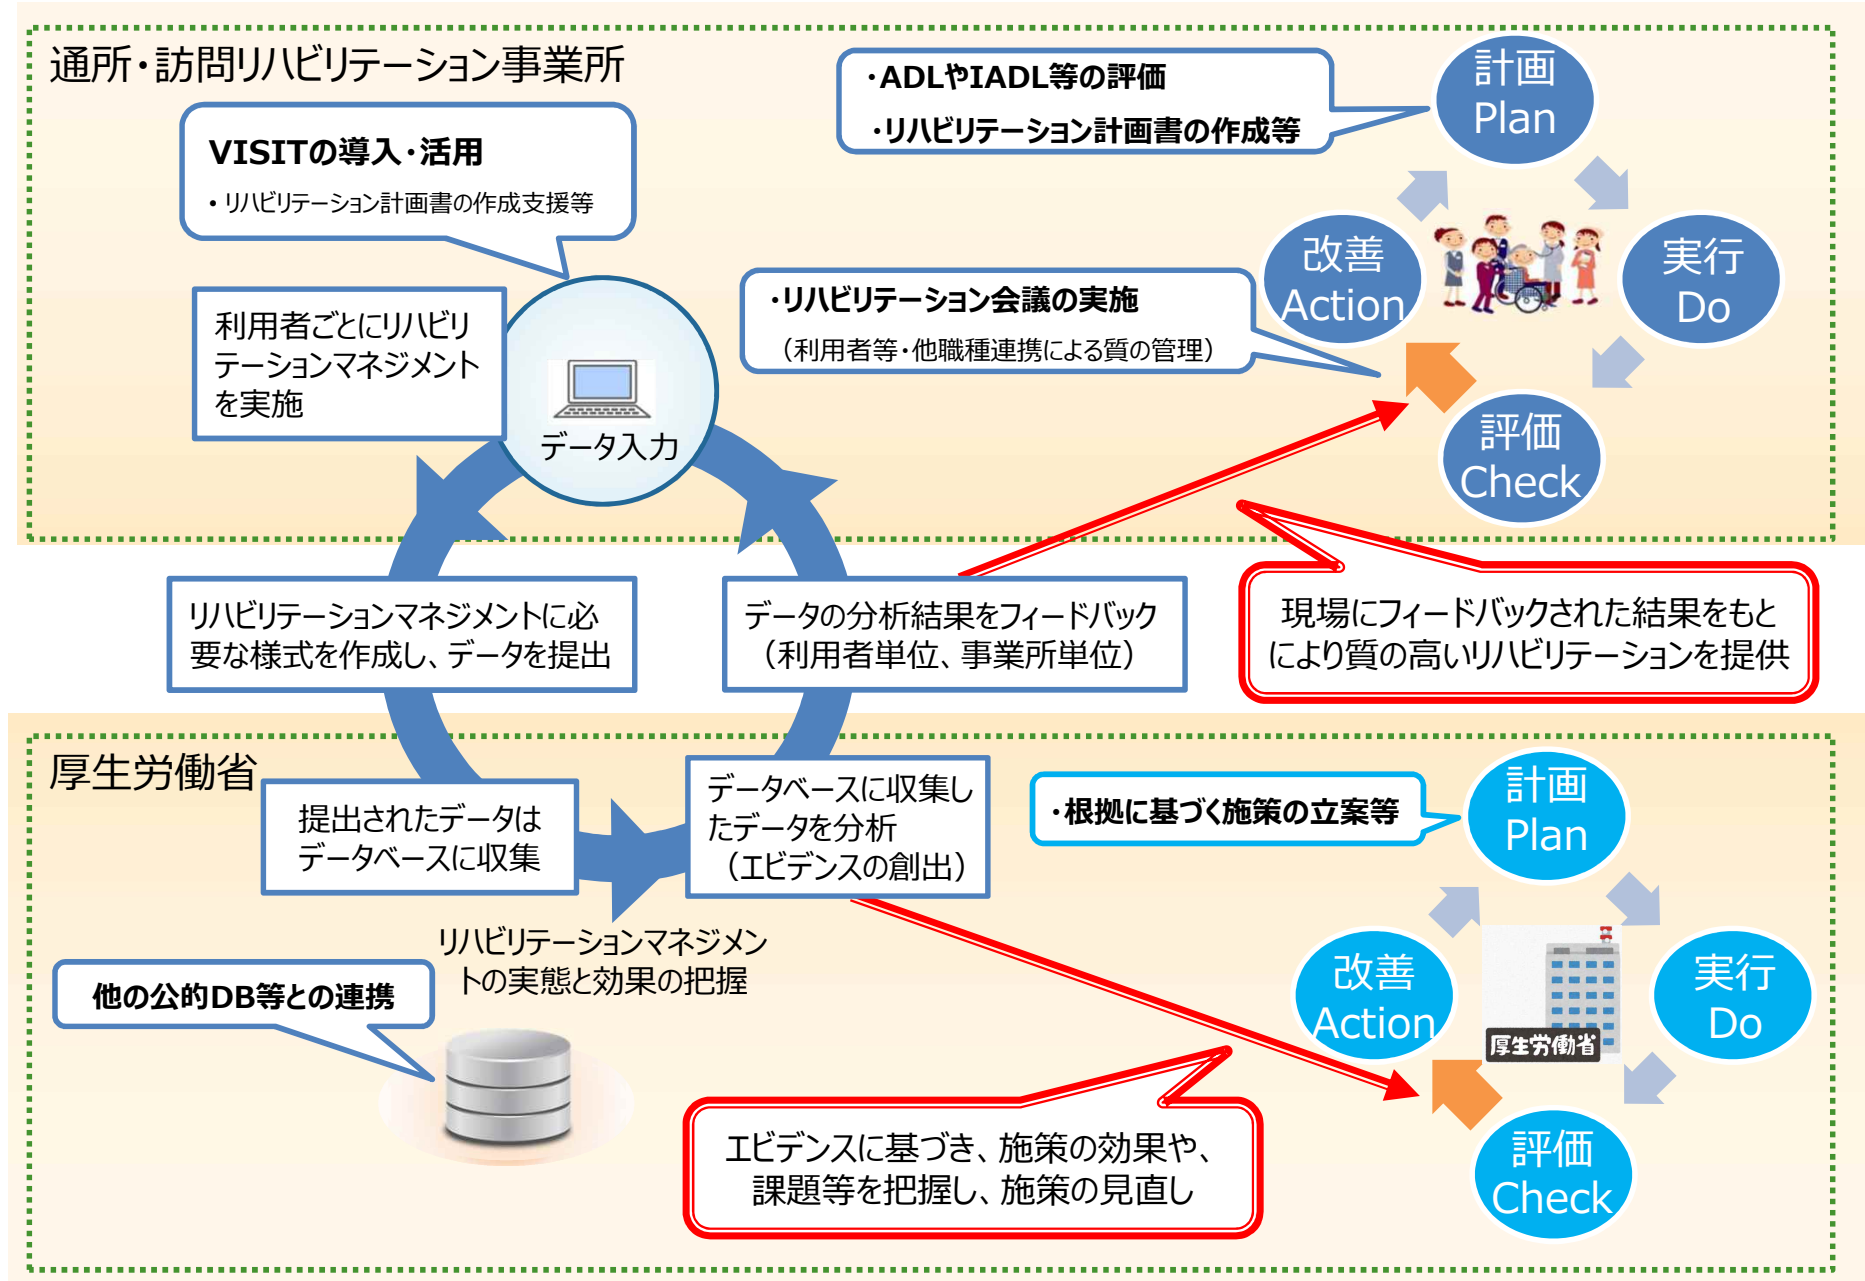 通所・訪問リハビリテーション事業所
・ADLやIADL等の評価
・リハビリテーション計画書の作成等
計画
Plan
VISITの導入・活用
・リハビリテーション計画書の作成支援等
改善
Action
実行
Do
・リハビリテーション会議の実施
（利用者等・他職種連携による質の管理）
利用者ごとにリハビリ
テーションマネジメント
を実施
データ入力
評価
Check
リハビリテーションマネジメントに必
要な様式を作成し、データを提出
データの分析結果をフィードバック
（利用者単位、事業所単位）
現場にフィードバックされた結果をもと
により質の高いリハビリテーションを提供
厚生労働省
提出されたデータは
データベースに収集
データベースに収集し
たデータを分析
（エビデンスの創出）
・根拠に基づく施策の立案等
計画
Plan
リハビリテーションマネジメン
トの実態と効果の把握
他の公的DB等との連携
改善
Action
厚生労働省
実行
Do
エビデンスに基づき、施策の効果や、
課題等を把握し、施策の見直し
評価
Check